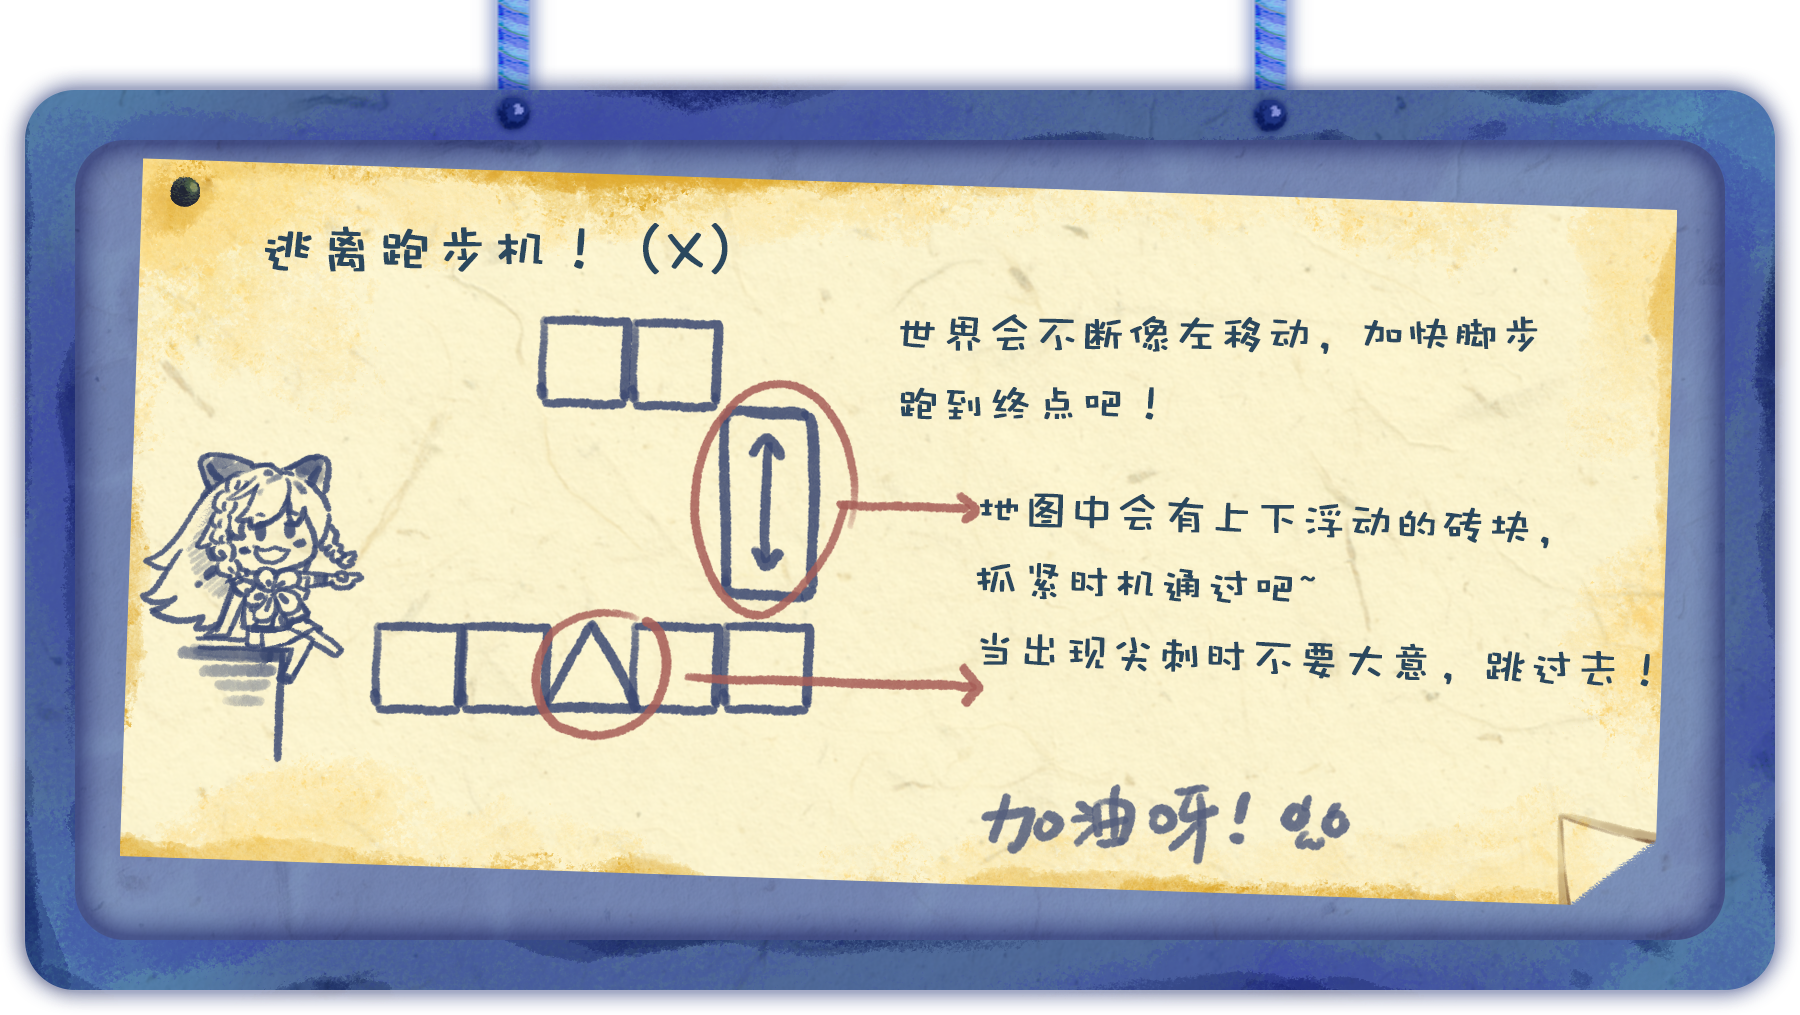 逃离跑步机！（X）
世界会不断像左移动，加快脚步
跑到终点吧！
地图中会有上下浮动的砖块，
抓紧时机通过吧~
当出现尖刺时不要大意，跳过去！
加油呀！